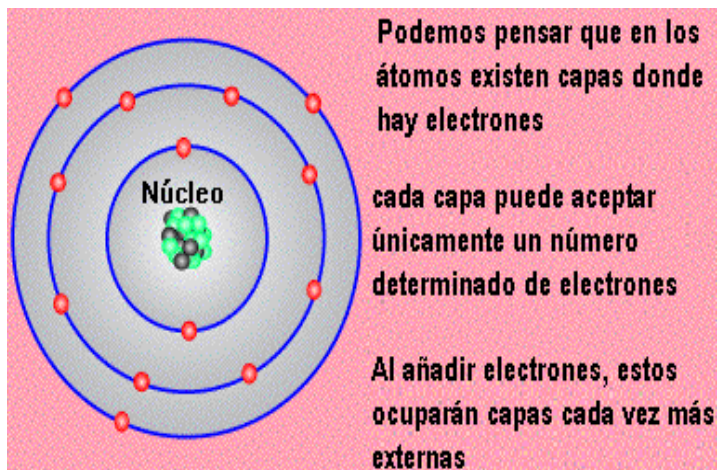 Podemos pensar que en los
átomos existen capas donde
hay electrones
Núcleo
cada capa puede aceptar
únicamente un número
determinado de electrones
Al añadir electrones, estos
ocuparán capas cada vez más
externas